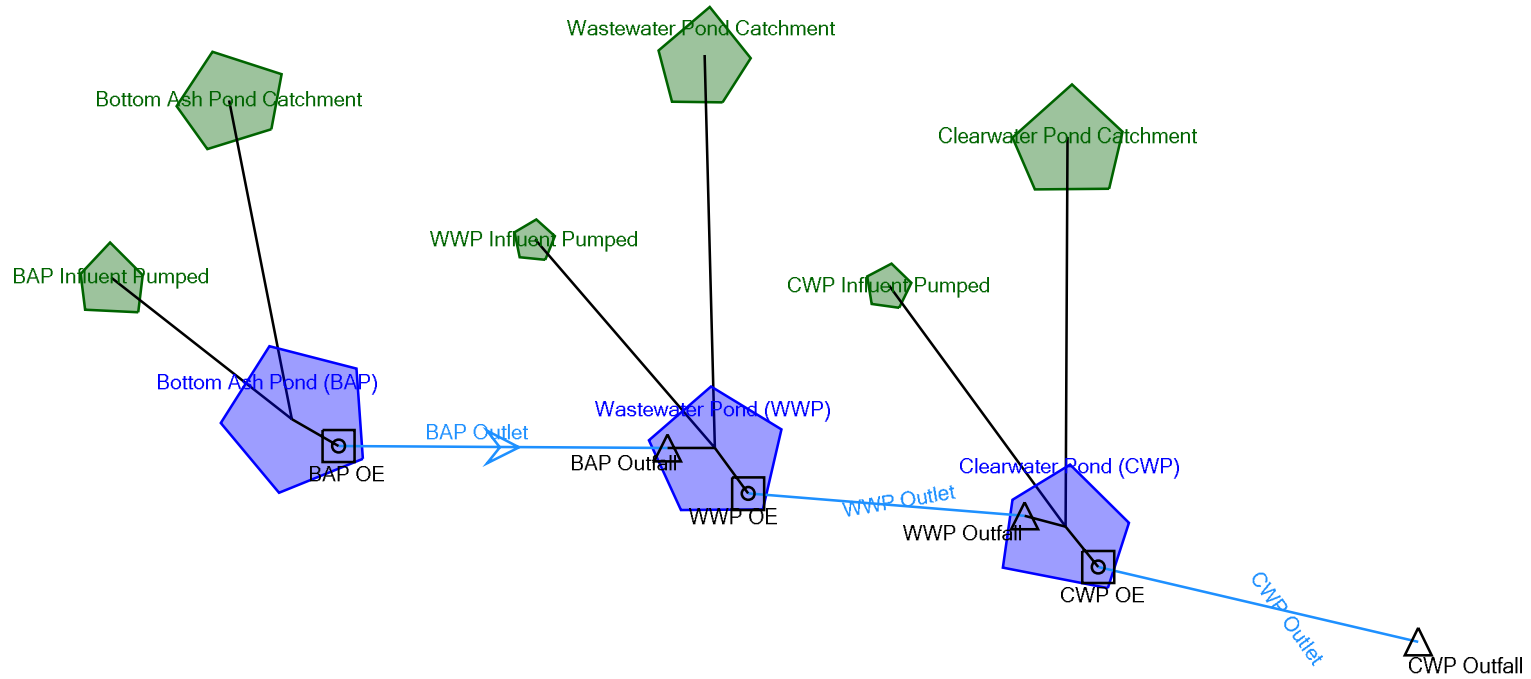 Wastewater Pond Catchment
Bottom Ash Pond Catchment
Clearwater Pond Catchment
WWP Influent Pumped
BAP Influent Pumped
CWP Influent Pumped
Bottom Ash Pond (BAP)
Wastewater Pond (WWP)
BAP Outlet
BAP Outfall
Clearwater Pond (CWP)
BAP OE
WWP Outlet
WWP OE
WWP Outfall
CWP OE
CWP Outlet
CWP Outfall